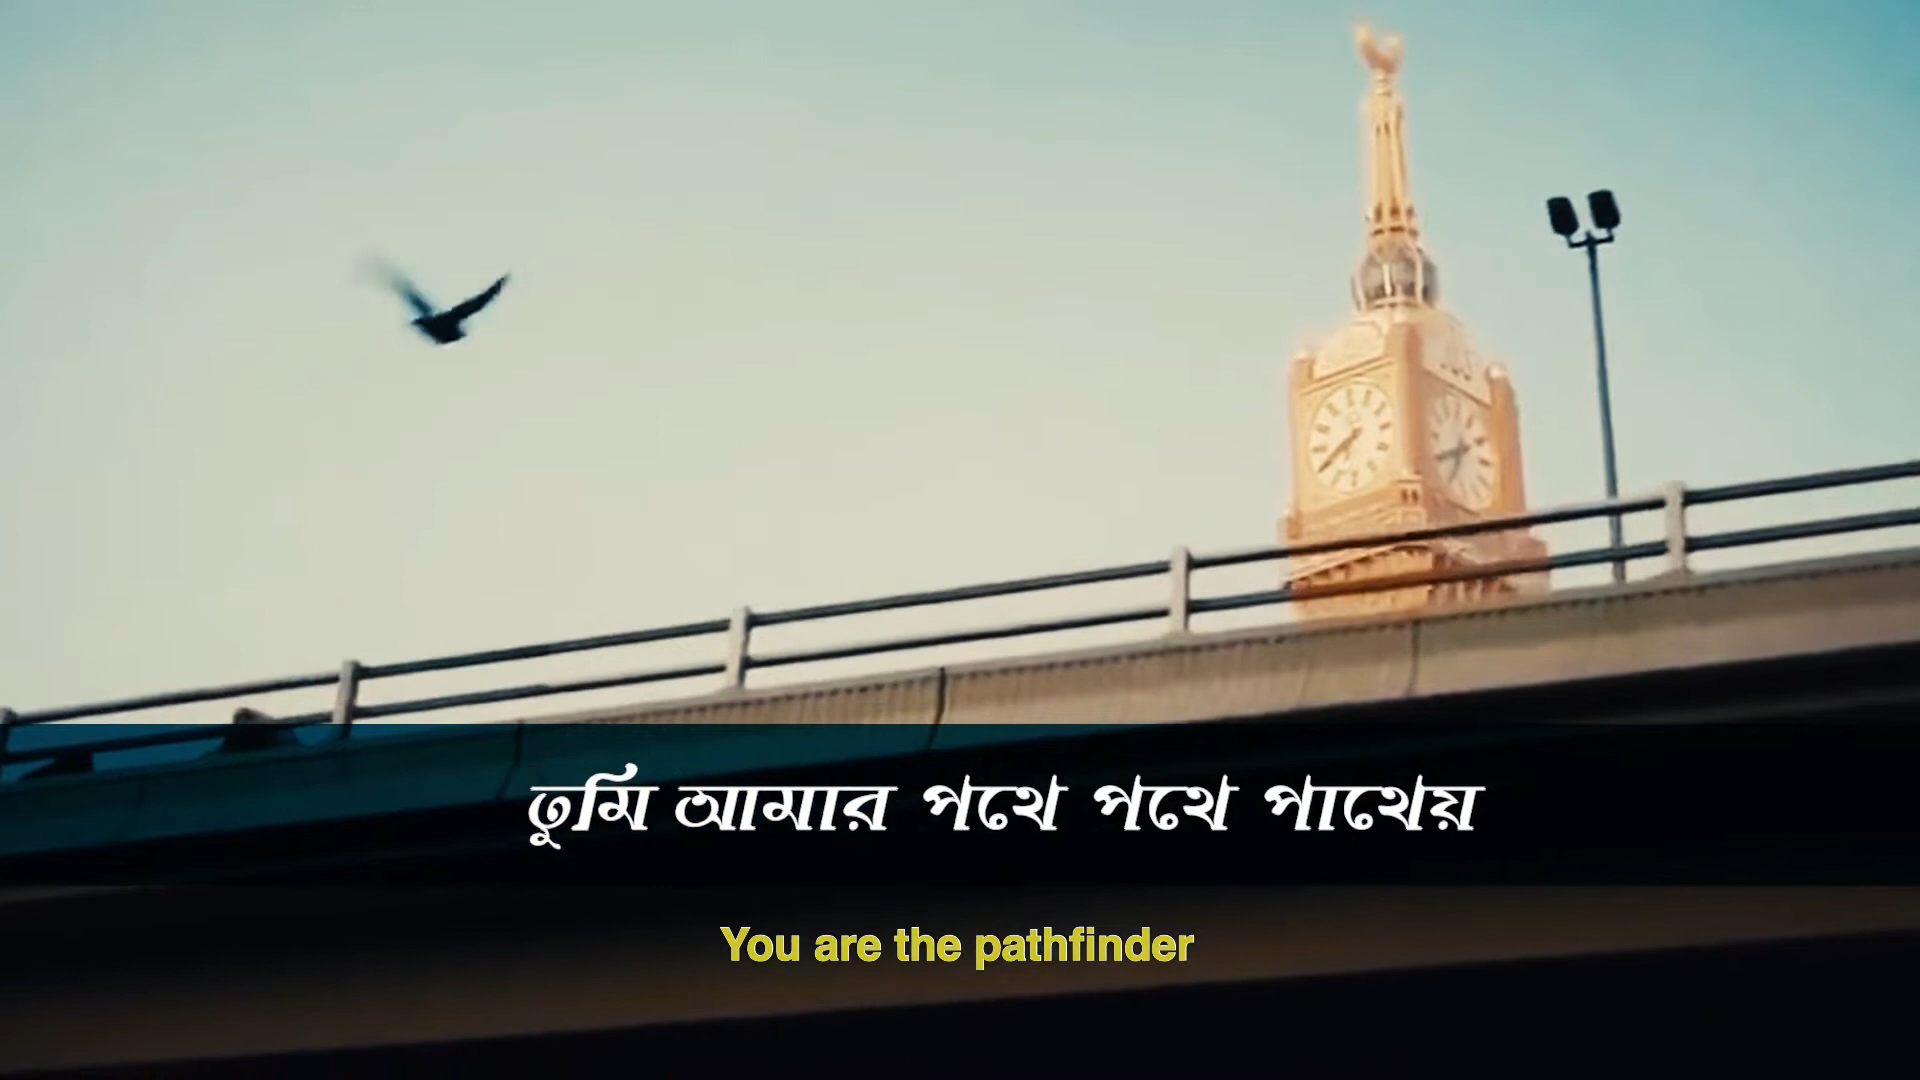 তুমি আমার পথে পথে পাথেয়
You are the pathfinder